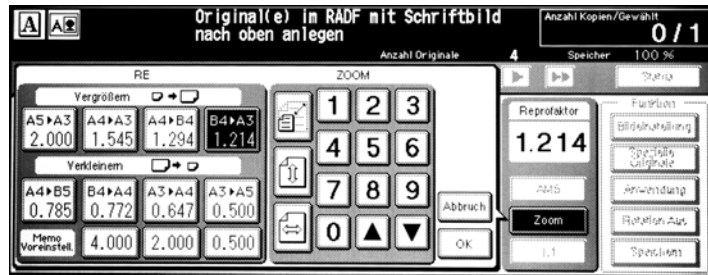 A A
Original(e) im RADF mit Schriftbild
nach oben anlegen
Anzahl Kopien/Gewählt
0/1
Anzahl Originale 4 Speicher 100 %
RE
Vergrößern
A5▶A3 A4▶A3 A4▶B4 B4▶A3
2.000 1.545 1.294 1.214
Verkleinern
A4▶B5 B4▶A4 A3▶A4 A3▶A5
0.785 0.772 0.647 0.500
Memo
Voreinstell. 4.000 2.000 0.500
ZOOM
1 2 3
4 5 6
7 8 9
0 ▲ ▼
Abbruch
OK
Reprofaktor
1.214
AMS
Zoom
1.1
Status
Funktion
Bildeinstellung
Spezielle
Originale
Anwendung
Rotation Aus
Speichern